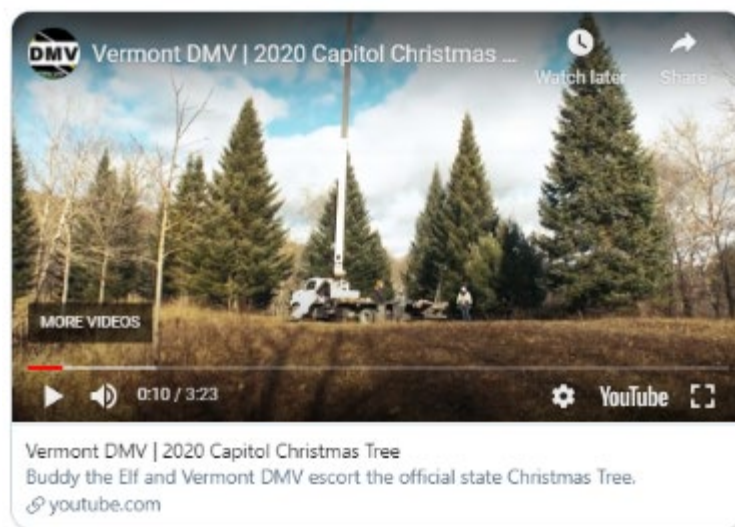 DMV Vermont DMV | 2020 Capitol Christmas ...
Watch later Share
MORE VIDEOS
0:10 / 3:23 YouTube
Vermont DMV | 2020 Capitol Christmas Tree
Buddy the Elf and Vermont DMV escort the official state Christmas Tree.
youtube.com